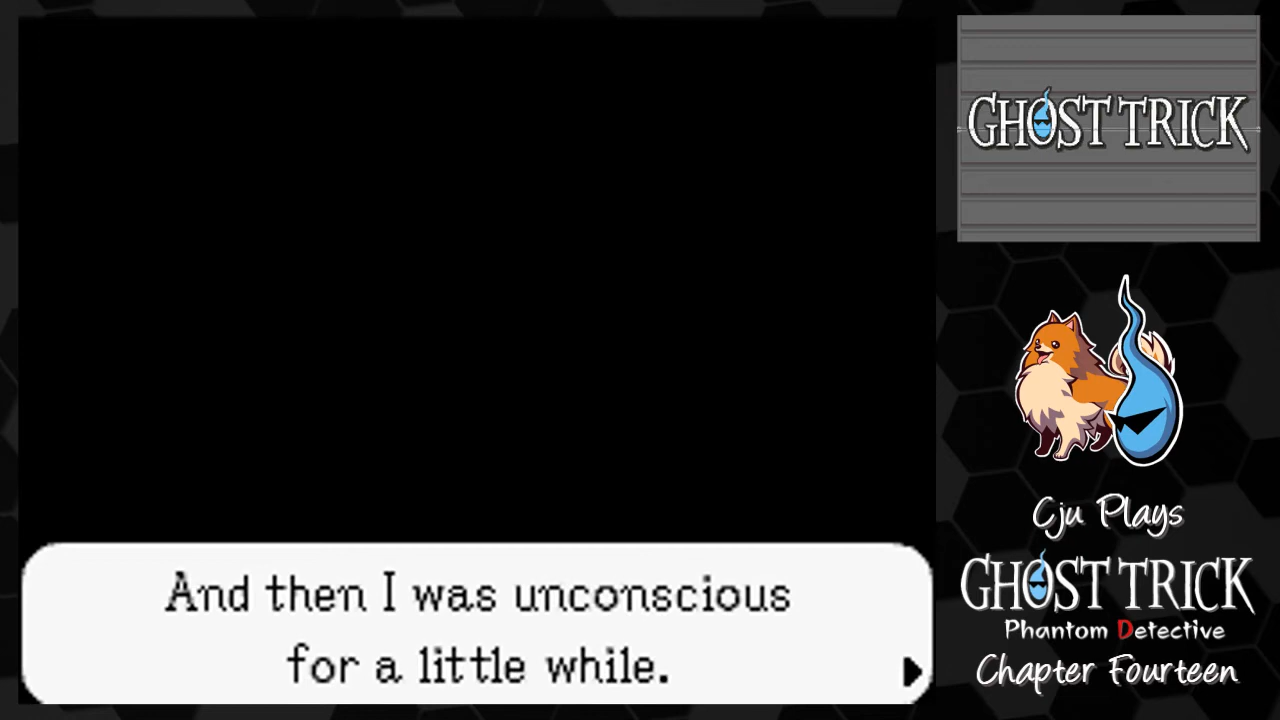 And then I was unconscious
for a little while.
GHOST TRICK
Cju Plays
GHOST TRICK
Phantom Detective
Chapter Fourteen